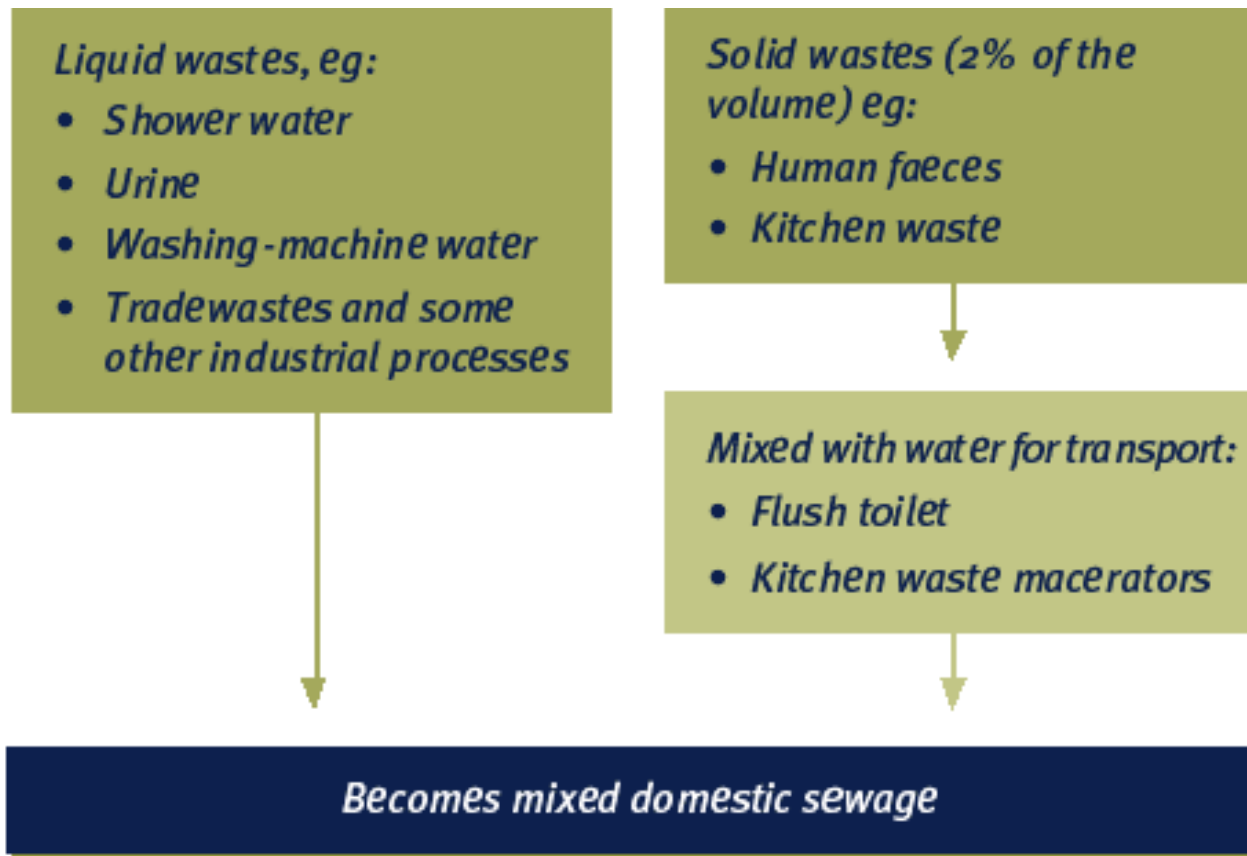 Liquid wastes, eg:
• Shower water
• Urine
• Washing-machine water
• Tradewastes and some
other industrial processes
Solid wastes (2% of the
volume) eg:
• Human faeces
• Kitchen waste
Mixed with water for transport:
• Flush toilet
• Kitchen waste macerators
Becomes mixed domestic sewage